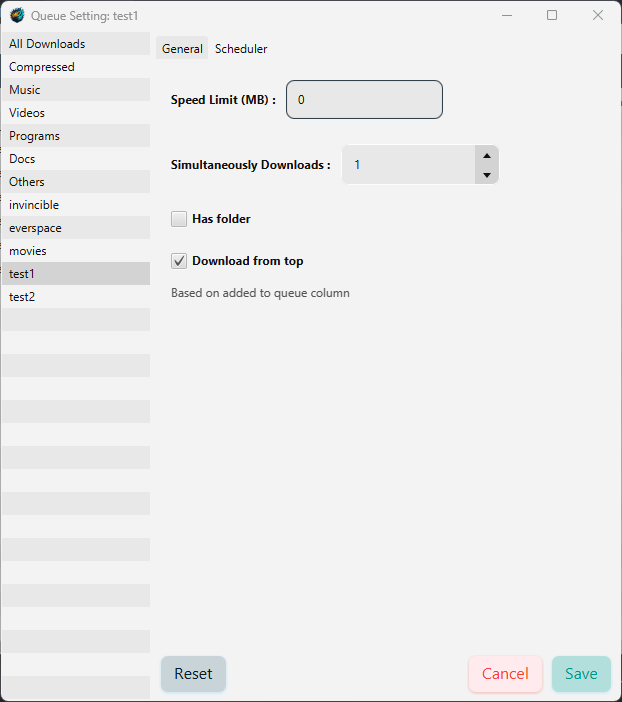 Queue Setting: test1
All Downloads
Compressed
Music
Videos
Programs
Docs
Others
invincible
everspace
movies
test1
test2
General Scheduler
Speed Limit (MB) : 0
Simultaneously Downloads : 1
Has folder
Download from top
Based on added to queue column
Reset Cancel Save